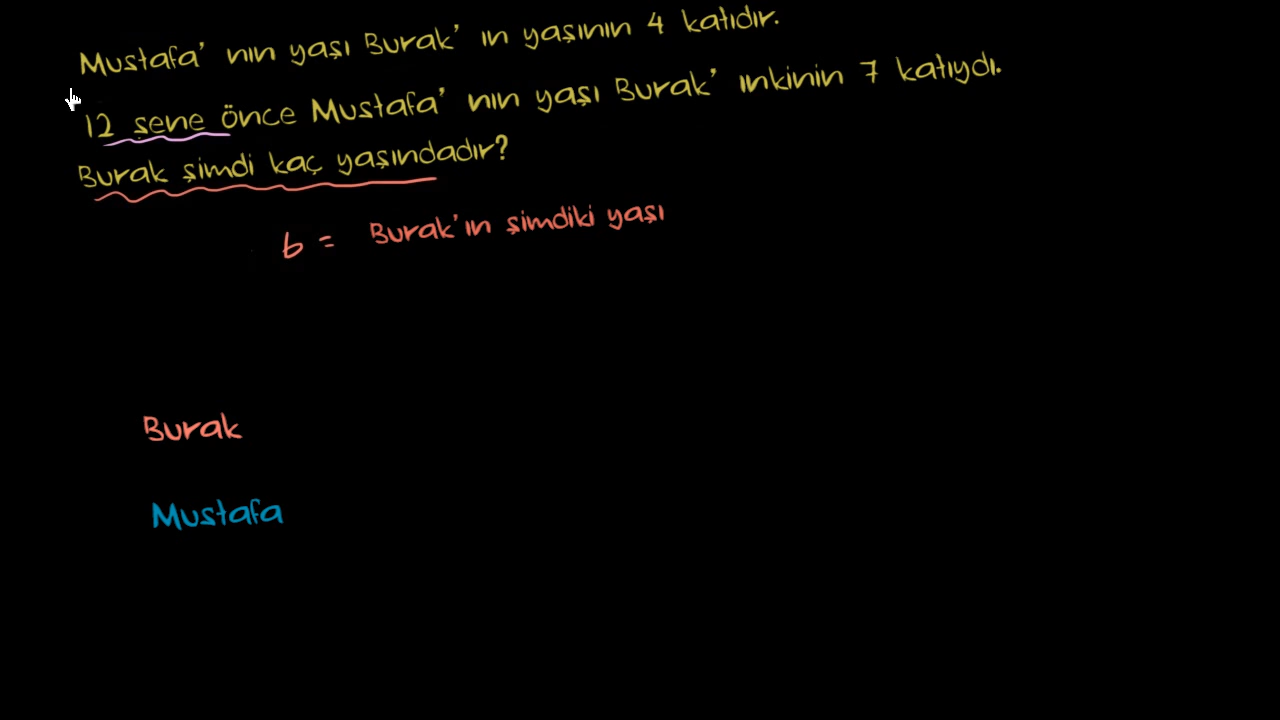 Mustafa' nın yaşı Burak' ın yaşının 4 katıdır.
12 sene önce Mustafa' nın yaşı Burak' ınkinin 7 katıydı.
Burak şimdi kaç yaşındadır?
b = Burak'ın şimdiki yaşı
Burak
Mustafa